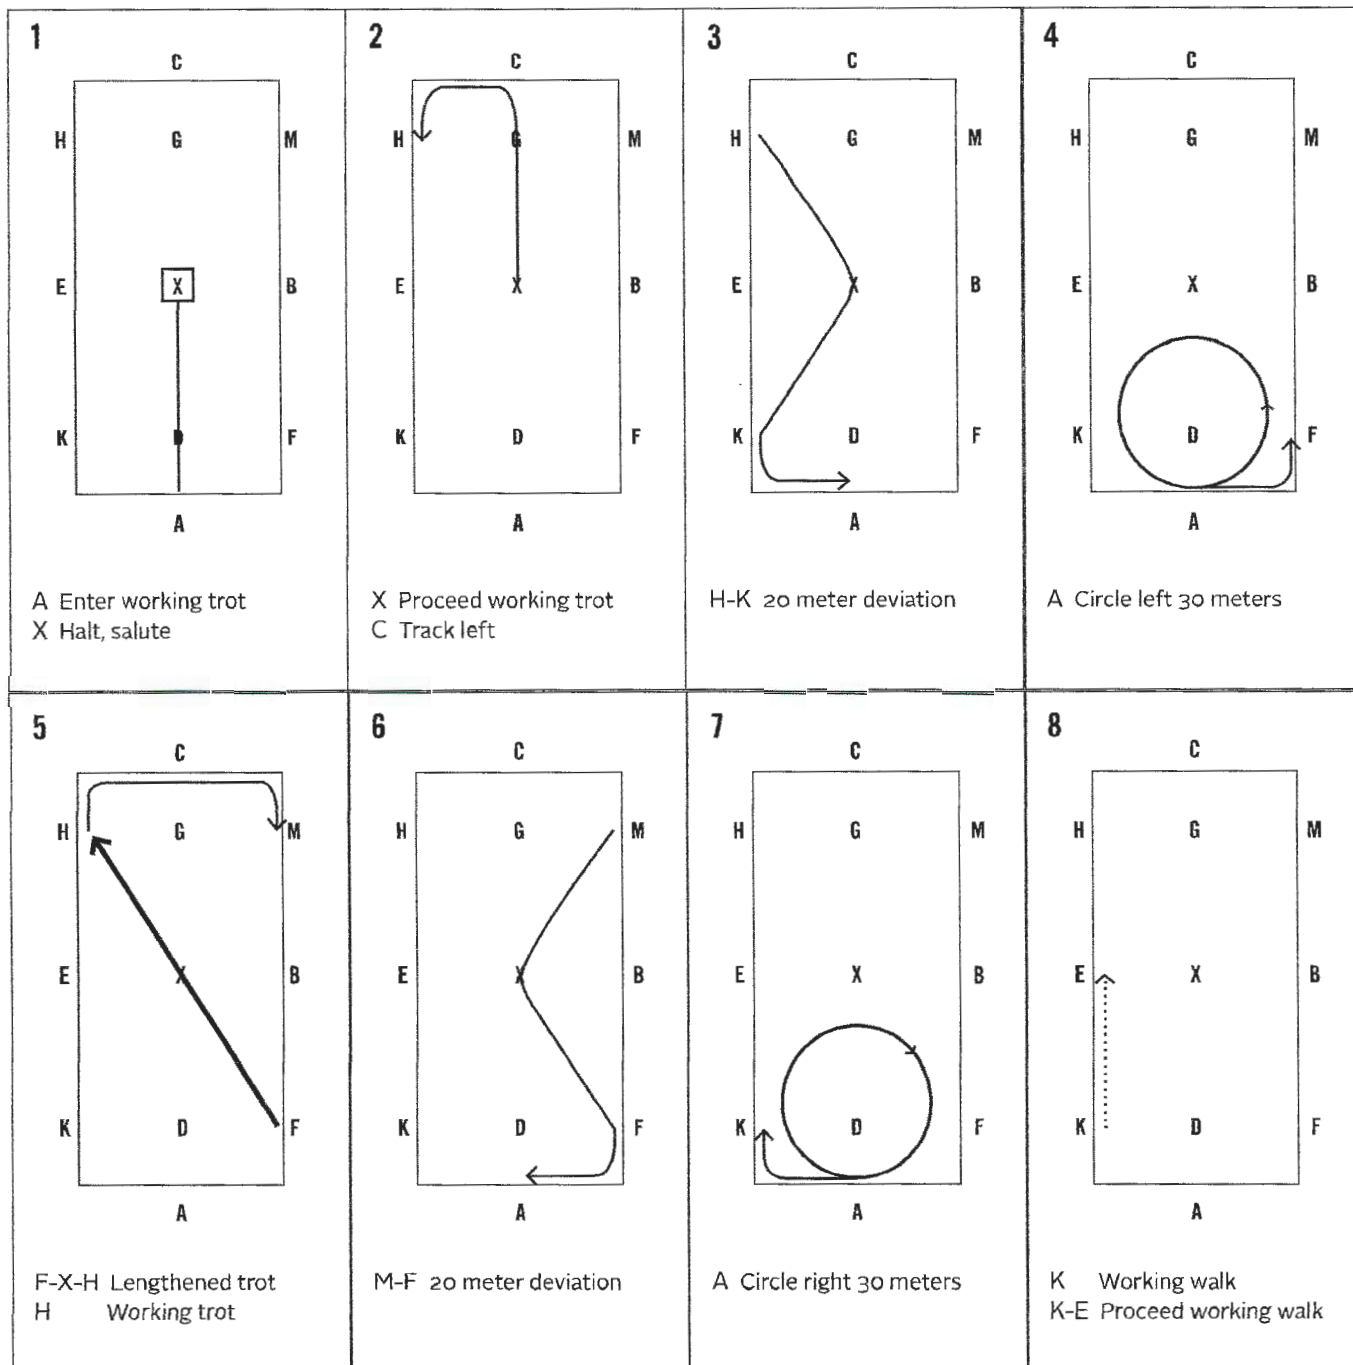 1
C
H G M
E X B
K D F
A
A Enter working trot
X Halt, salute
2
C
H G M
E X B
K D F
A
X Proceed working trot
C Track left
3
C
H G M
E X B
K D F
A
H-K 20 meter deviation
4
C
H G M
E X B
K D F
A
A Circle left 30 meters
5
C
H G M
E X B
K D F
A
F-X-H Lengthened trot
H Working trot
6
C
H G M
E X B
K D F
A
M-F 20 meter deviation
7
C
H G M
E X B
K D F
A
A Circle right 30 meters
8
C
H G M
E X B
K D F
A
K Working walk
K-E Proceed working walk